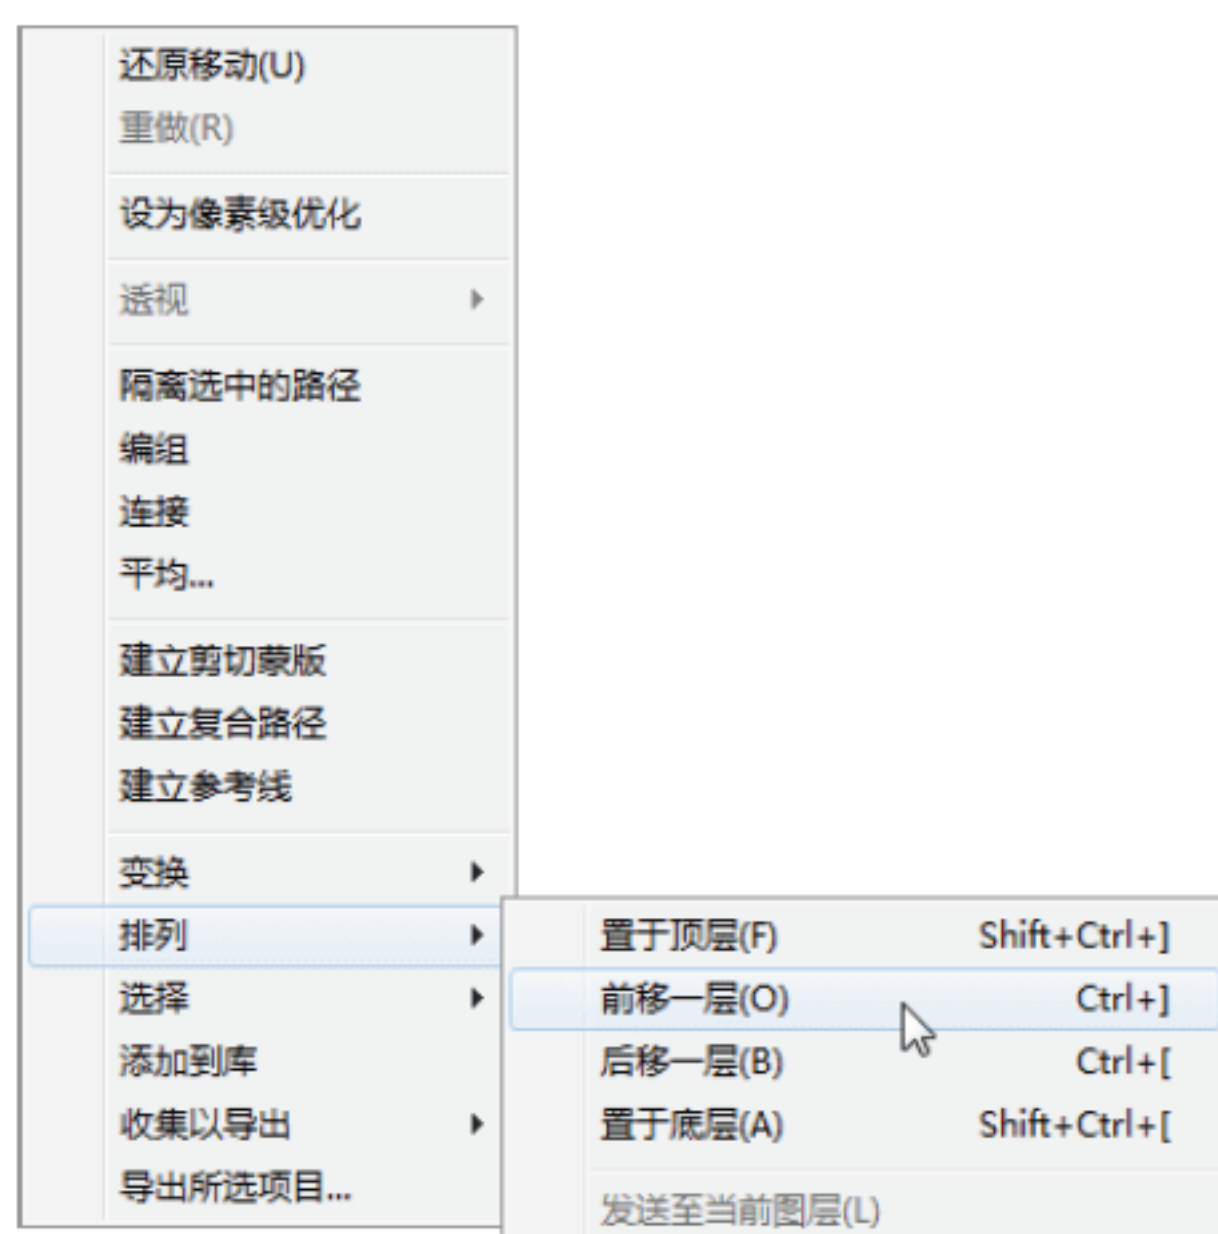 还原移动(U)
重做(R)
设为像素级优化
透视
隔离选中的路径
编组
连接
平均...
建立剪切蒙版
建立复合路径
建立参考线
变换
排列
置于顶层(F) Shift+Ctrl+]
选择
前移一层(O) Ctrl+]
添加到库
后移一层(B) Ctrl+[
收集以导出
置于底层(A) Shift+Ctrl+[
导出所选项目...
发送至当前图层(L)